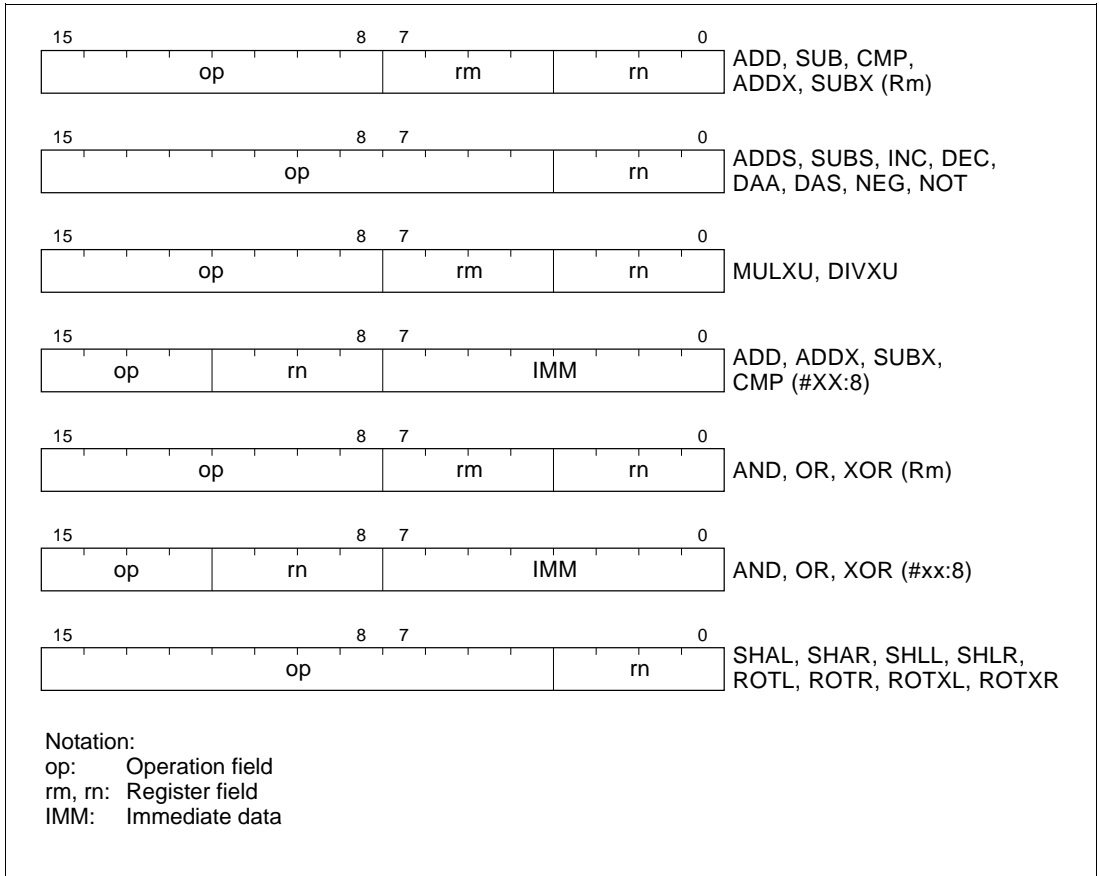 15 8 7 0
op rm rn
ADD, SUB, CMP,
ADDX, SUBX (Rm)
15 8 7 0
op rn
ADDS, SUBS, INC, DEC,
DAA, DAS, NEG, NOT
15 8 7 0
op rm rn
MULXU, DIVXU
15 8 7 0
op rn IMM
ADD, ADDX, SUBX,
CMP (#XX:8)
15 8 7 0
op rm rn
AND, OR, XOR (Rm)
15 8 7 0
op rn IMM
AND, OR, XOR (#xx:8)
15 8 7 0
op rn
SHAL, SHAR, SHLL, SHLR,
ROTL, ROTR, ROTXL, ROTXR
Notation:
op: Operation field
rm, rn: Register field
IMM: Immediate data